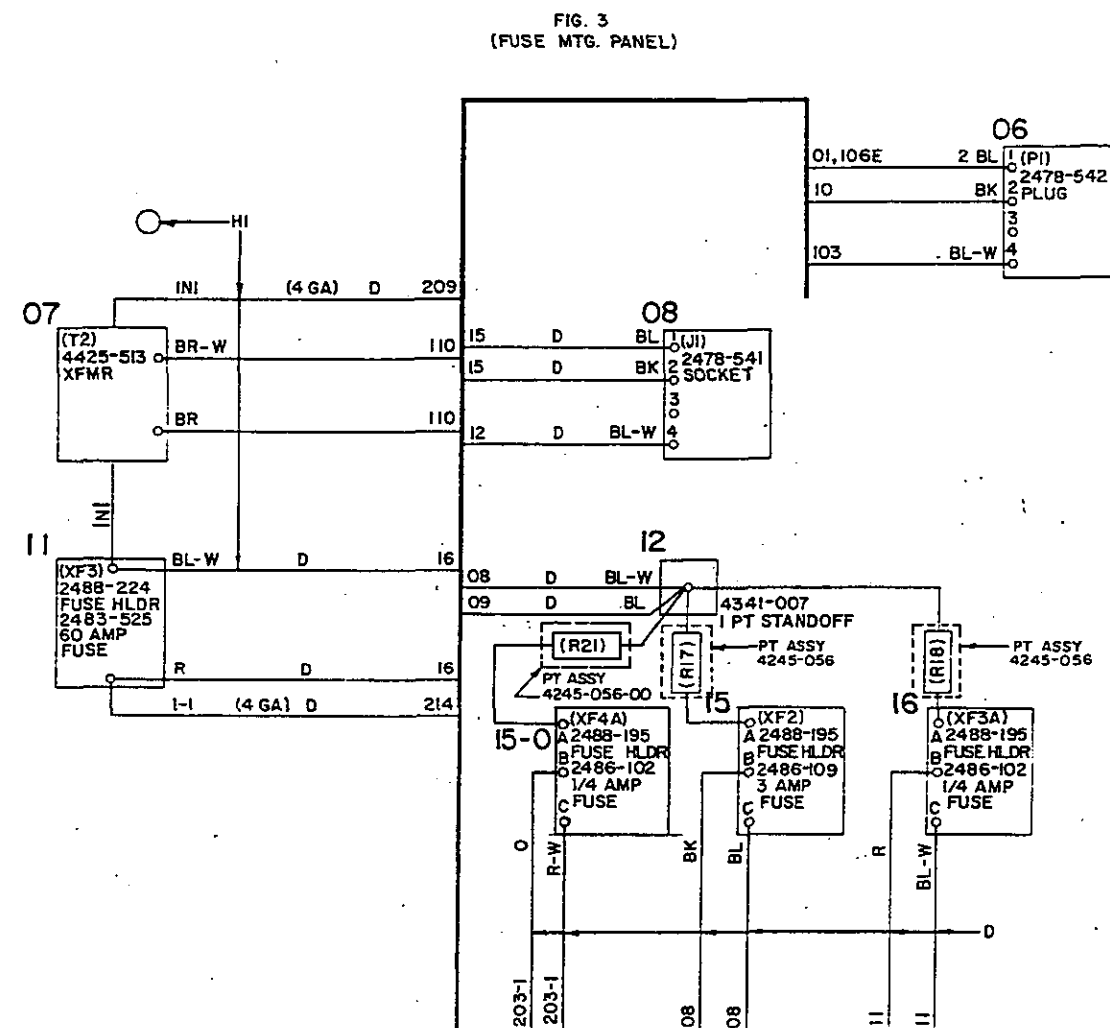 FIG. 3
(FUSE MTG. PANEL)
06
01,106E 2 BL 1 (P1)
2478-542
10 BK 2 PLUG
3
103 BL-W 4
H1
IN1 (4 GA) D 209
07
(T2)
4425-513
XFMR
BR-W 110
BR 110
08
15 D BL 1 (J1)
2478-541
15 D BK 2 SOCKET
3
12 D BL-W 4
IN1
11
(XF3)
2488-224
FUSE HLDR
2483-525
60 AMP
FUSE
BL-W D 16
R D 16
1-1 (4 GA) D 214
12
08 D BL-W
09 D BL
4341-007
1 PT STANDOFF
(R21)
PT ASSY
4245-056-00
(R17)
PT ASSY
4245-056
(R18)
PT ASSY
4245-056
15-0
(XF4A)
A 2488-195
B FUSE HLDR
2486-102
1/4 AMP
C FUSE
15
(XF2)
A 2488-195
B FUSE HLDR
2486-109
3 AMP
C FUSE
16
(XF3A)
A 2488-195
B FUSE HLDR
2486-102
1/4 AMP
C FUSE
O
R-W
BK
BL
R
BL-W
D
203-1
203-1
08
08
11
11